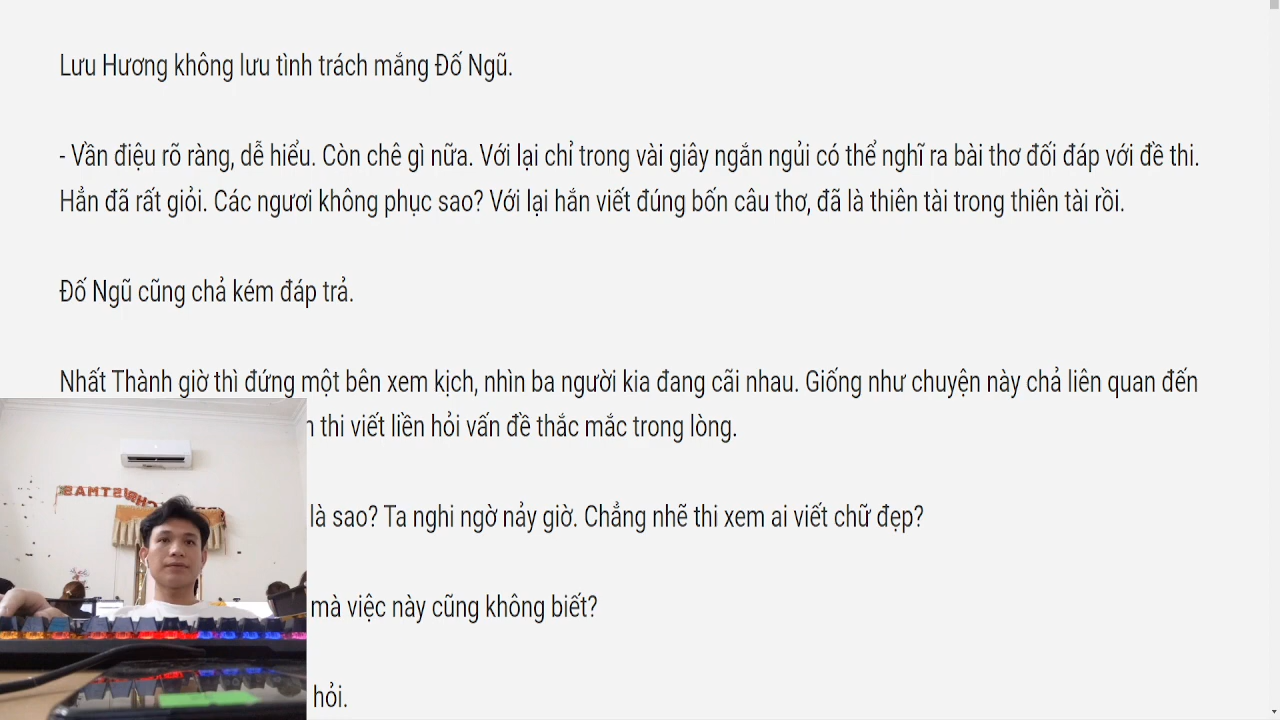 Lưu Hương không lưu tình trách mắng Đố Ngũ.
- Vần điệu rõ ràng, dễ hiểu. Còn chê gì nữa. Với lại chỉ trong vài giây ngắn ngủi có thể nghĩ ra bài thơ đối đáp với đề thi.
Hẳn đã rất giỏi. Các ngươi không phục sao? Với lại hắn viết đúng bốn câu thơ, đã là thiên tài trong thiên tài rồi.
Đố Ngũ cũng chả kém đáp trả.
Nhất Thành giờ thì đứng một bên xem kịch, nhìn ba người kia đang cãi nhau. Giống như chuyện này chả liên quan đến
thi viết liền hỏi vấn đề thắc mắc trong lòng.
là sao? Ta nghi ngờ nảy giờ. Chẳng nhẽ thi xem ai viết chữ đẹp?
mà việc này cũng không biết?
hỏi.